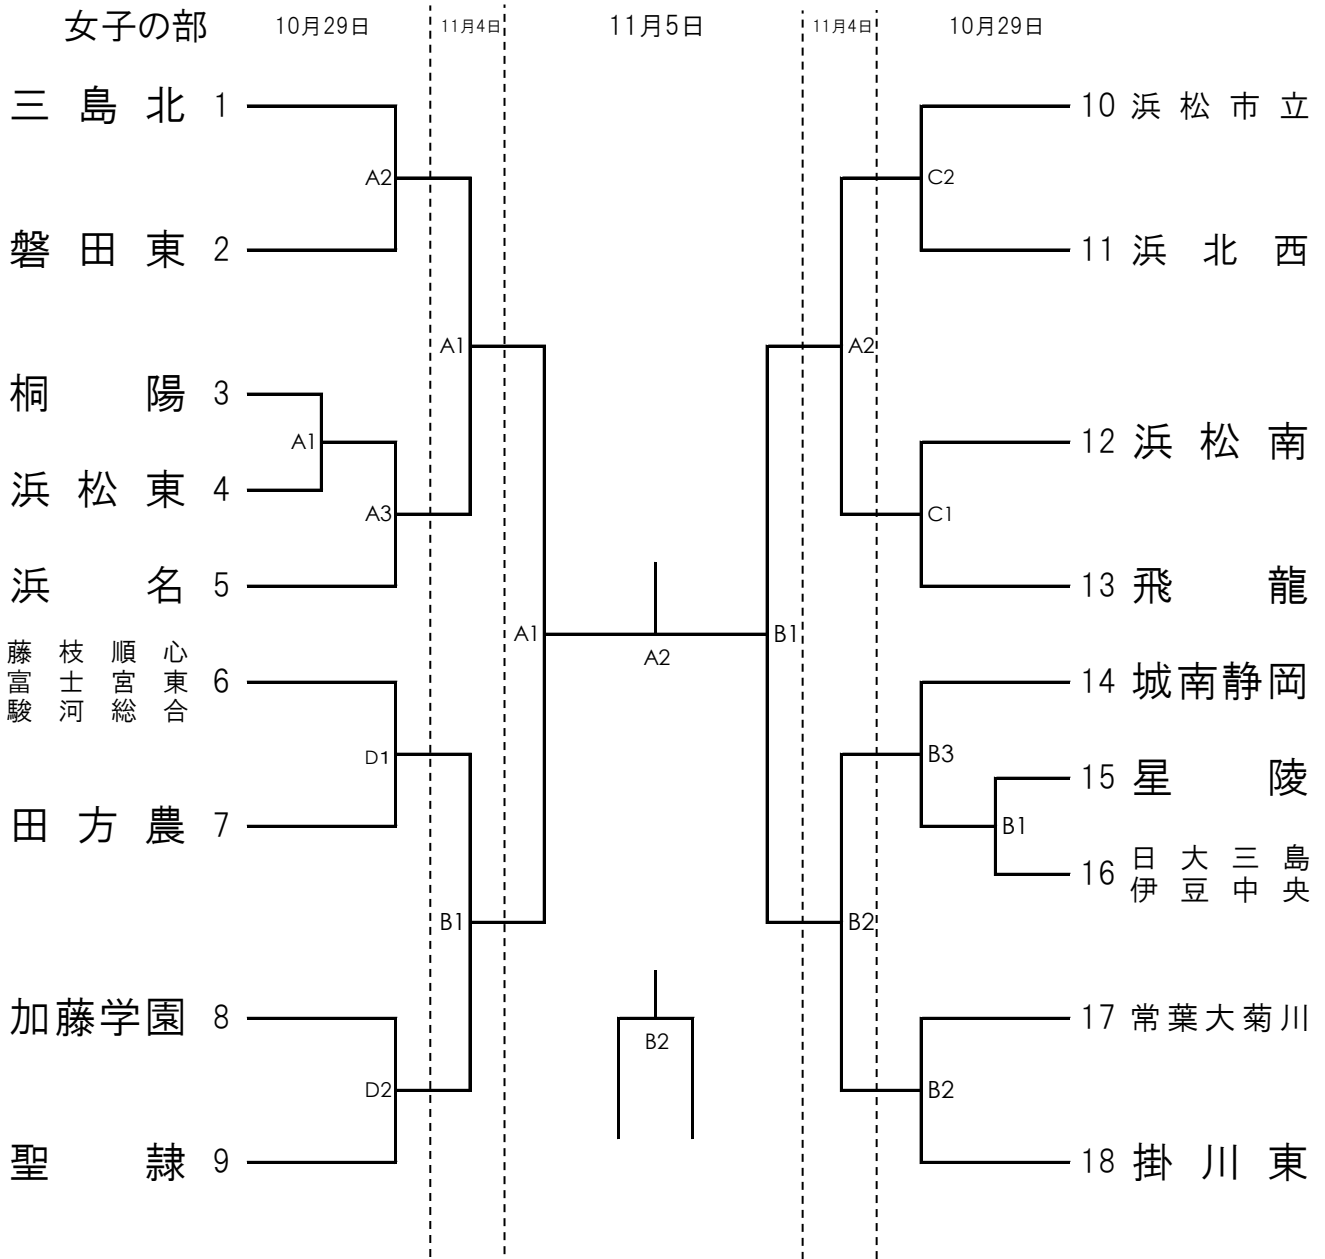 女子の部 10月29日 11月4日 11月5日 11月4日 10月29日
三島北 1
10 浜松市立
A2
C2
磐田東 2
11 浜北西
A1
A2
桐陽 3
A1
12 浜松南
浜松東 4
A3
C1
浜名 5
13 飛龍
A1
A2
B1
藤枝順心
富士宮東 6
駿河総合
14 城南静岡
D1
B3
15 星陵
田方農 7
B1
16 日大三島
伊豆中央
B1
B2
加藤学園 8
17 常葉大菊川
B2
D2
B2
聖隷 9
18 掛川東